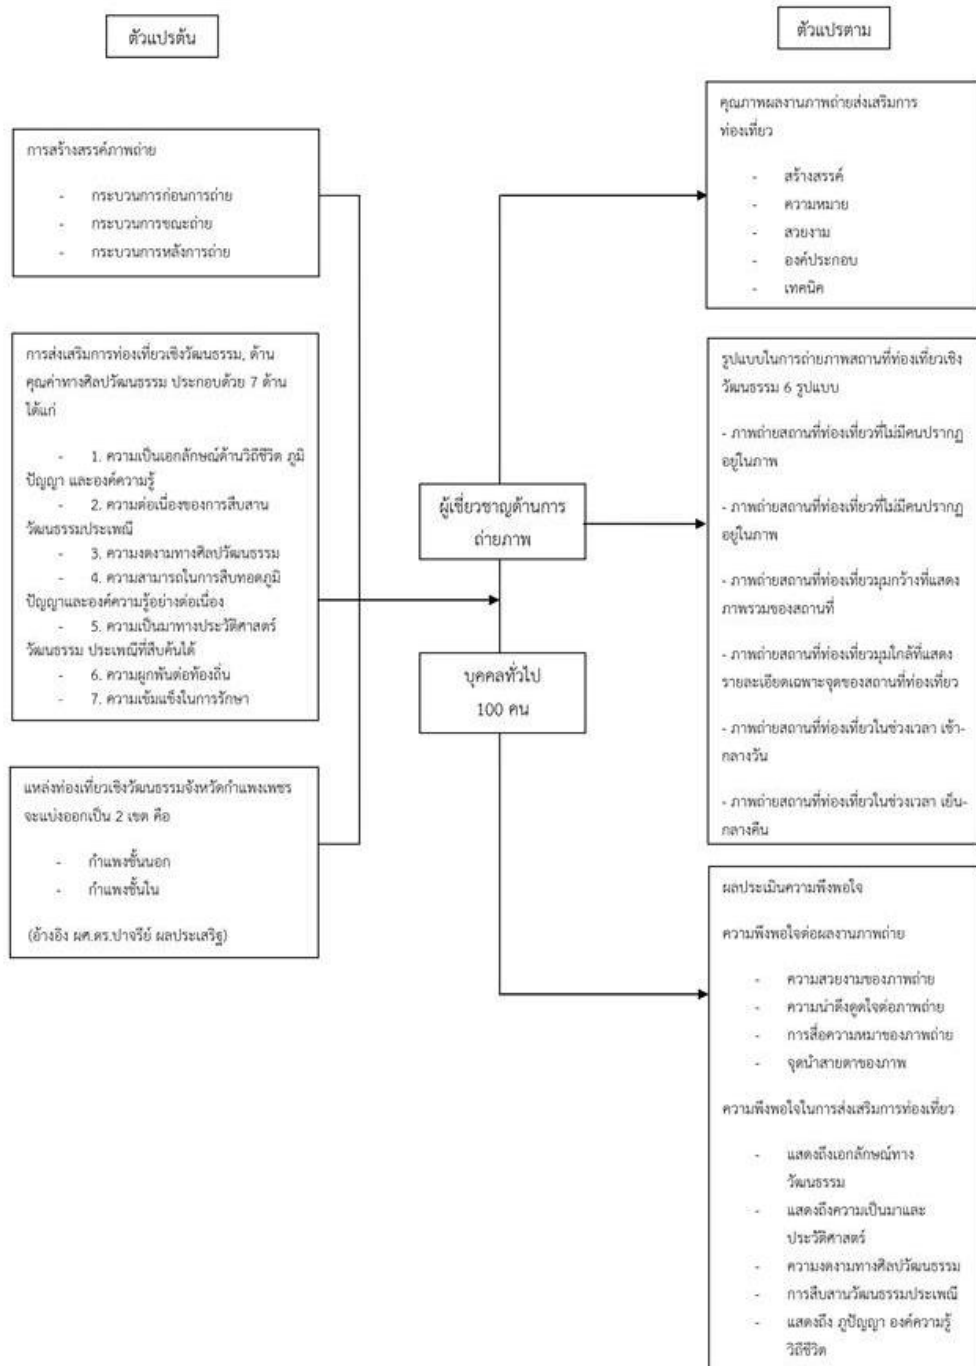 ตัวแปรต้น
การสร้างสรรค์ภาพถ่าย
- กระบวนการก่อนการถ่าย
- กระบวนการขณะถ่าย
- กระบวนการหลังการถ่าย
การส่งเสริมการท่องเที่ยวเชิงวัฒนธรรม, ด้าน
คุณค่าทางศิลปวัฒนธรรม ประกอบด้วย 7 ด้าน
ได้แก่
- 1. ความเป็นเอกลักษณ์ด้านวิถีชีวิต ภูมิ
ปัญญา และองค์ความรู้
- 2. ความต่อเนื่องของการสืบสาน
วัฒนธรรมประเพณี
- 3. ความงดงามทางศิลปวัฒนธรรม
- 4. ความสามารถในการสืบทอดภูมิ
ปัญญาและองค์ความรู้อย่างต่อเนื่อง
- 5. ความเป็นมาทางประวัติศาสตร์
วัฒนธรรม ประเพณีที่สืบค้นได้
- 6. ความผูกพันต่อท้องถิ่น
- 7. ความเข้มแข็งในการรักษา
แหล่งท่องเที่ยวเชิงวัฒนธรรมจังหวัดกำแพงเพชร
จะแบ่งออกเป็น 2 เขต คือ
- กำแพงชั้นนอก
- กำแพงชั้นใน
(อ้างอิง ผศ.ดร.ปาจรีย์ ผลประเสริฐ)
ผู้เชี่ยวชาญด้านการ
ถ่ายภาพ
บุคคลทั่วไป
100 คน
ตัวแปรตาม
คุณภาพผลงานภาพถ่ายส่งเสริมการ
ท่องเที่ยว
- สร้างสรรค์
- ความหมาย
- สวยงาม
- องค์ประกอบ
- เทคนิค
รูปแบบในการถ่ายภาพสถานที่ท่องเที่ยวเชิง
วัฒนธรรม 6 รูปแบบ
- ภาพถ่ายสถานที่ท่องเที่ยวที่ไม่มีคนปรากฏ
อยู่ในภาพ
- ภาพถ่ายสถานที่ท่องเที่ยวที่ไม่มีคนปรากฏ
อยู่ในภาพ
- ภาพถ่ายสถานที่ท่องเที่ยวมุมกว้างที่แสดง
ภาพรวมของสถานที่
- ภาพถ่ายสถานที่ท่องเที่ยวมุมใกล้ที่แสดง
รายละเอียดเฉพาะจุดของสถานที่ท่องเที่ยว
- ภาพถ่ายสถานที่ท่องเที่ยวในช่วงเวลา เช้า-
กลางวัน
- ภาพถ่ายสถานที่ท่องเที่ยวในช่วงเวลา เย็น-
กลางคืน
ผลประเมินความพึงพอใจ
ความพึงพอใจต่อผลงานภาพถ่าย
- ความสวยงามของภาพถ่าย
- ความน่าดึงดูดใจต่อภาพถ่าย
- การสื่อความหมาของภาพถ่าย
- จุดนำสายตาของภาพ
ความพึงพอใจในการส่งเสริมการท่องเที่ยว
- แสดงถึงเอกลักษณ์ทาง
วัฒนธรรม
- แสดงถึงความเป็นมาและ
ประวัติศาสตร์
- ความงดงามทางศิลปวัฒนธรรม
- การสืบสานวัฒนธรรมประเพณี
- แสดงถึง ภูปัญญา องค์ความรู้
วิถีชีวิต